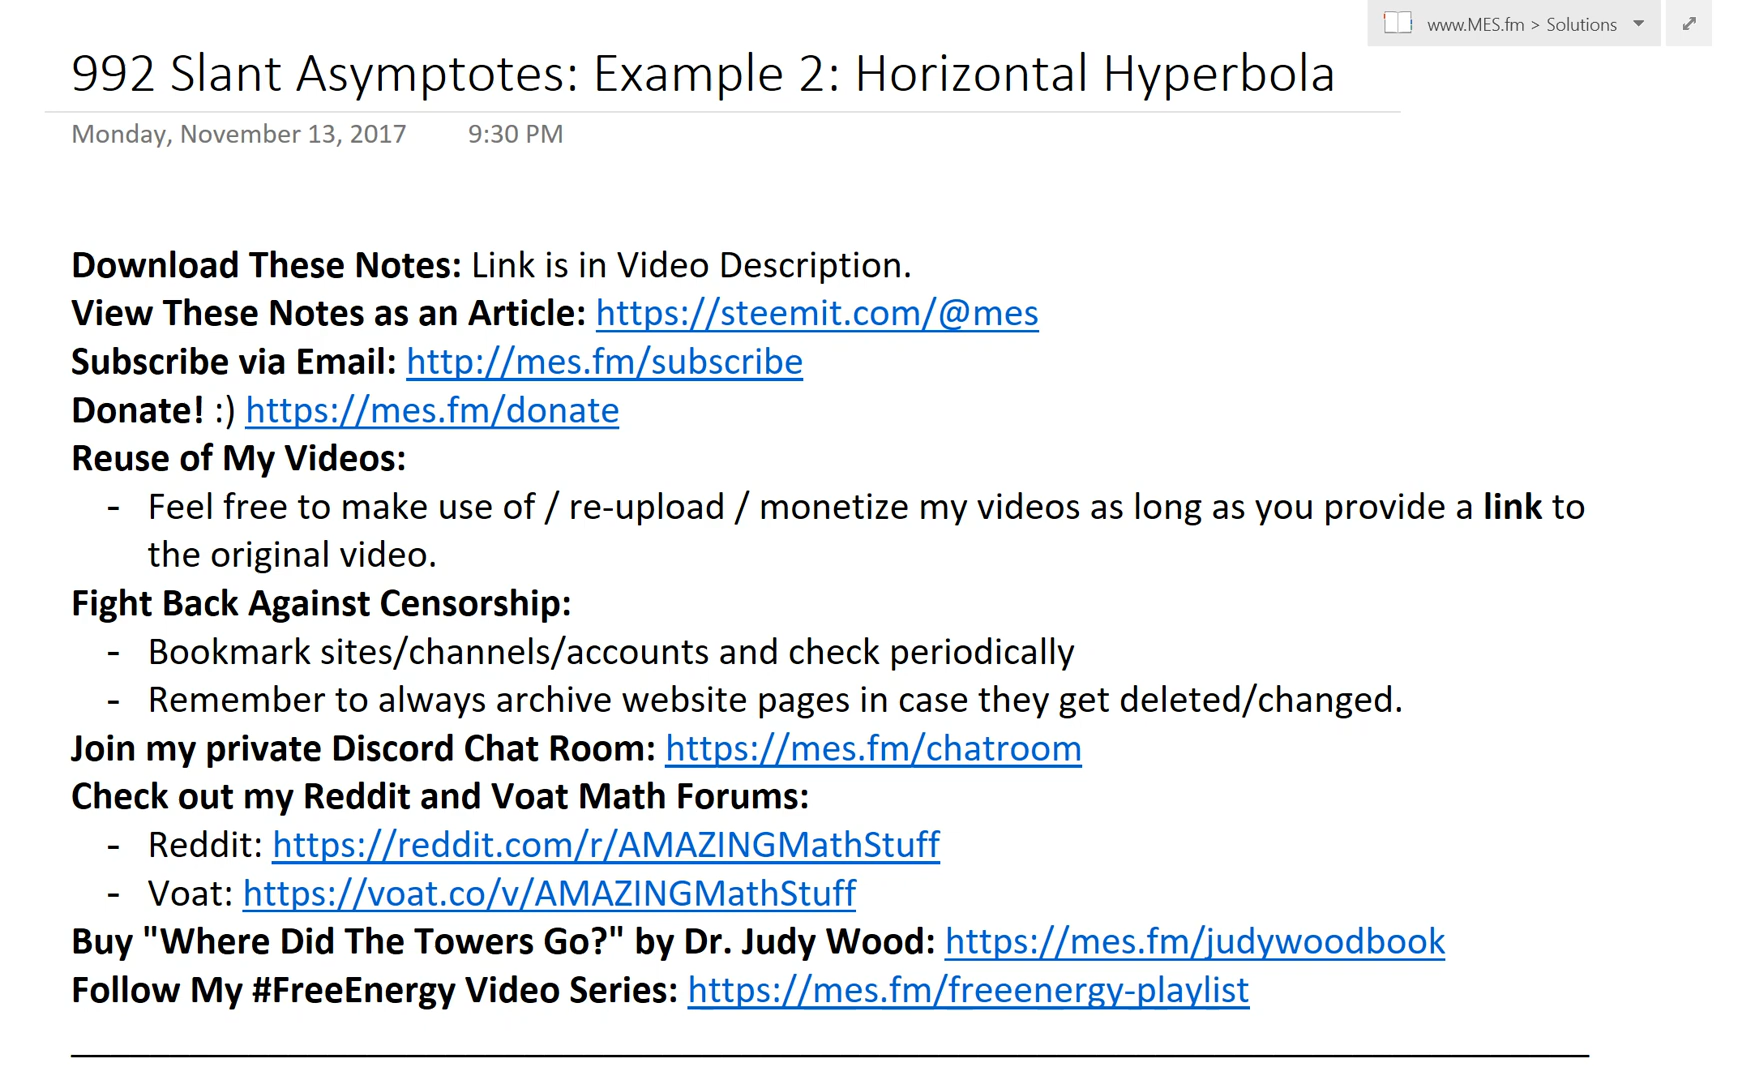 www.MES.fm > Solutions
992 Slant Asymptotes: Example 2: Horizontal Hyperbola
Monday, November 13, 2017 9:30 PM
Download These Notes: Link is in Video Description.
View These Notes as an Article: https://steemit.com/@mes
Subscribe via Email: http://mes.fm/subscribe
Donate! :) https://mes.fm/donate
Reuse of My Videos:
- Feel free to make use of / re-upload / monetize my videos as long as you provide a link to
the original video.
Fight Back Against Censorship:
- Bookmark sites/channels/accounts and check periodically
- Remember to always archive website pages in case they get deleted/changed.
Join my private Discord Chat Room: https://mes.fm/chatroom
Check out my Reddit and Voat Math Forums:
- Reddit: https://reddit.com/r/AMAZINGMathStuff
- Voat: https://voat.co/v/AMAZINGMathStuff
Buy "Where Did The Towers Go?" by Dr. Judy Wood: https://mes.fm/judywoodbook
Follow My #FreeEnergy Video Series: https://mes.fm/freeenergy-playlist